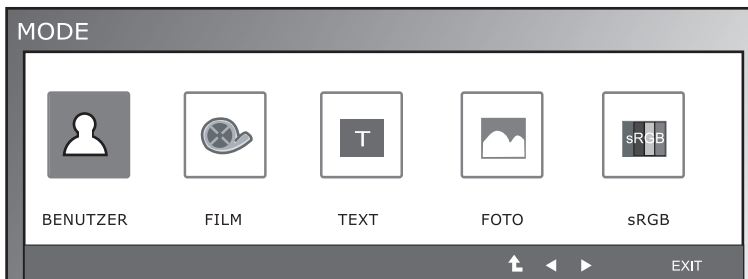 MODE
T
sRGB
BENUTZER FILM TEXT FOTO sRGB
EXIT